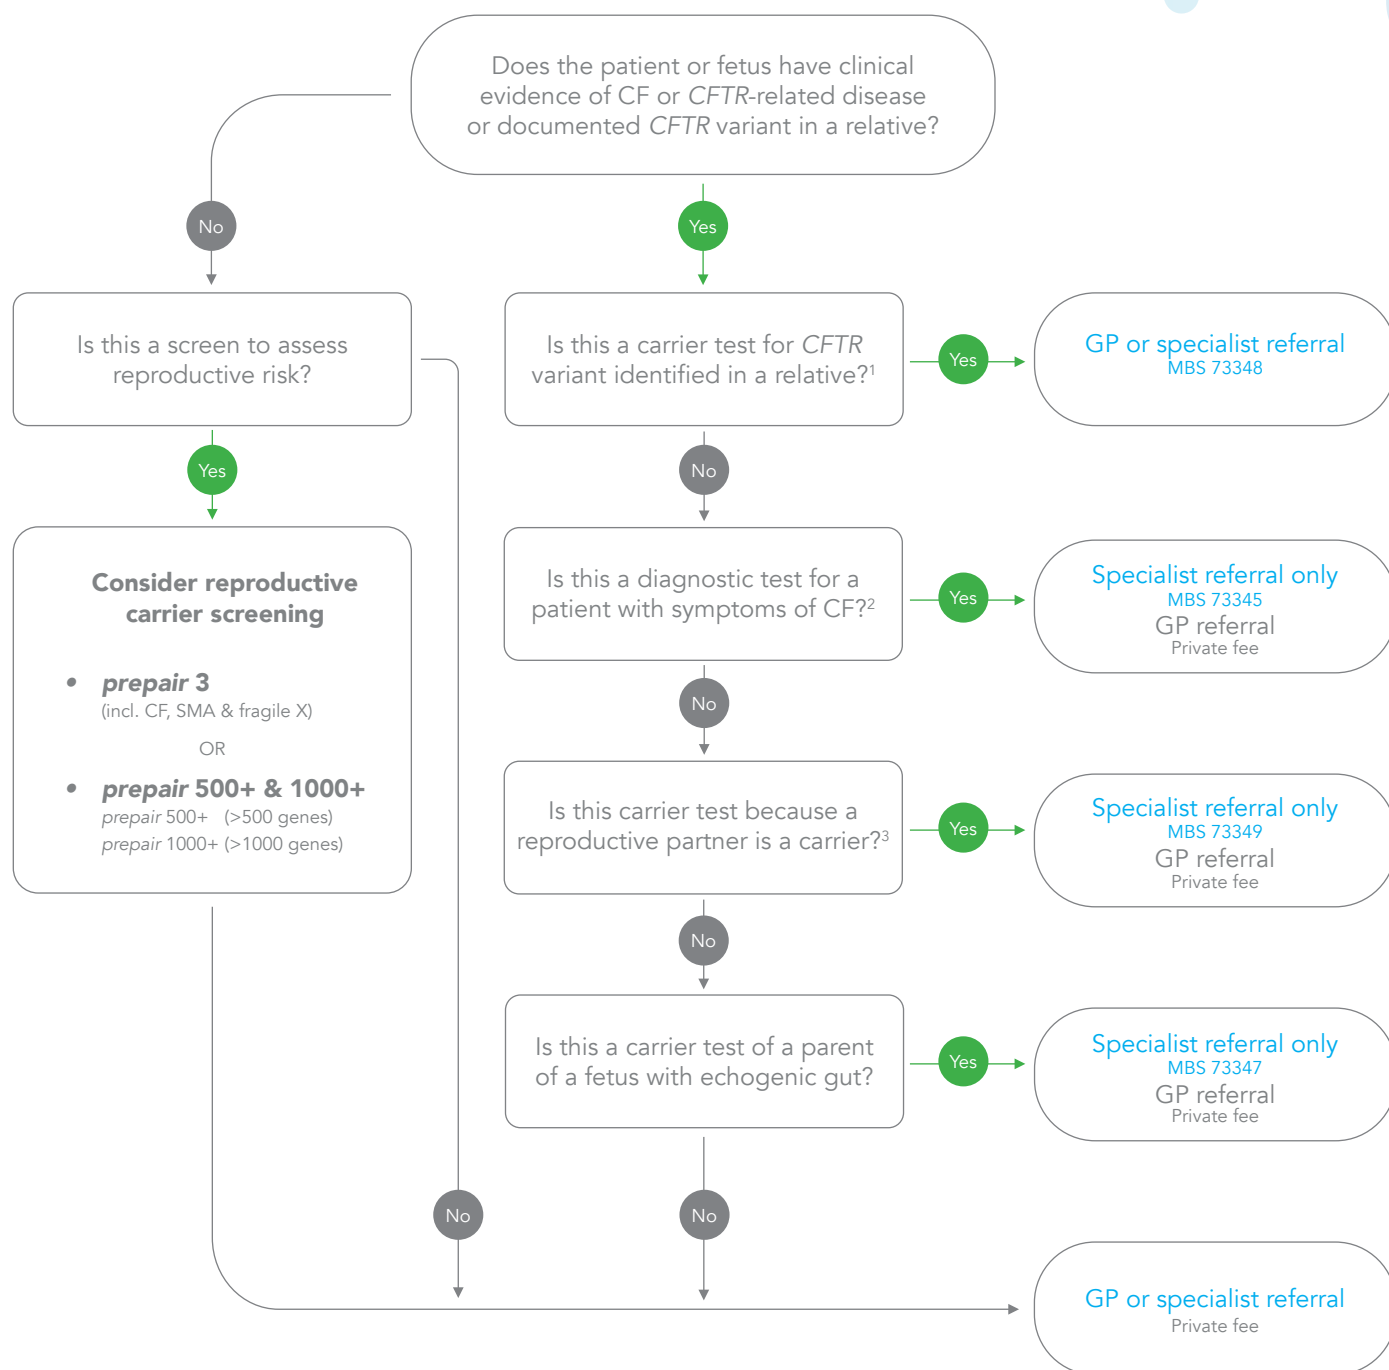 Does the patient or fetus have clinical
evidence of CF or CFTR-related disease
or documented CFTR variant in a relative?
No
Yes
Is this a screen to assess
reproductive risk?
Is this a carrier test for CFTR
variant identified in a relative?¹
Yes
GP or specialist referral
MBS 73348
Yes
No
Consider reproductive
carrier screening
• prepair 3
(incl. CF, SMA & fragile X)
OR
• prepair 500+ & 1000+
prepair 500+ (>500 genes)
prepair 1000+ (>1000 genes)
Is this a diagnostic test for a
patient with symptoms of CF?²
Yes
Specialist referral only
MBS 73345
GP referral
Private fee
No
Is this carrier test because a
reproductive partner is a carrier?³
Yes
Specialist referral only
MBS 73349
GP referral
Private fee
No
Is this a carrier test of a parent
of a fetus with echogenic gut?
Yes
Specialist referral only
MBS 73347
GP referral
Private fee
No
No
GP or specialist referral
Private fee